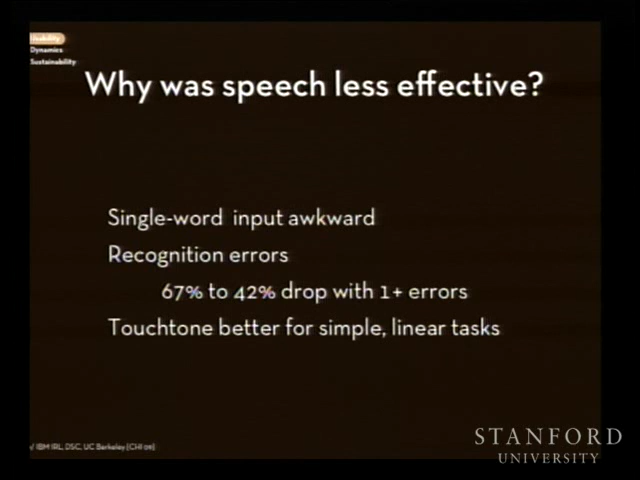 Usability
Dynamics
Sustainability
Why was speech less effective?
Single-word input awkward
Recognition errors
67% to 42% drop with 1+ errors
Touchtone better for simple, linear tasks
/ IBM IRL, DSC, UC Berkeley [CHI 09]
STANFORD
UNIVERSITY